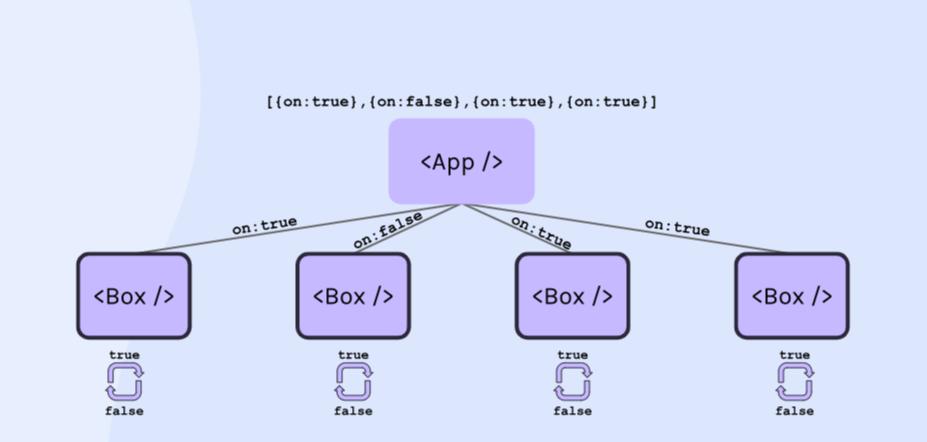 [{on:true},{on:false},{on:true},{on:true}]
<App />
on:true
on:false
on:true
on:true
<Box />
<Box />
<Box />
<Box />
true
true
true
true
false
false
false
false